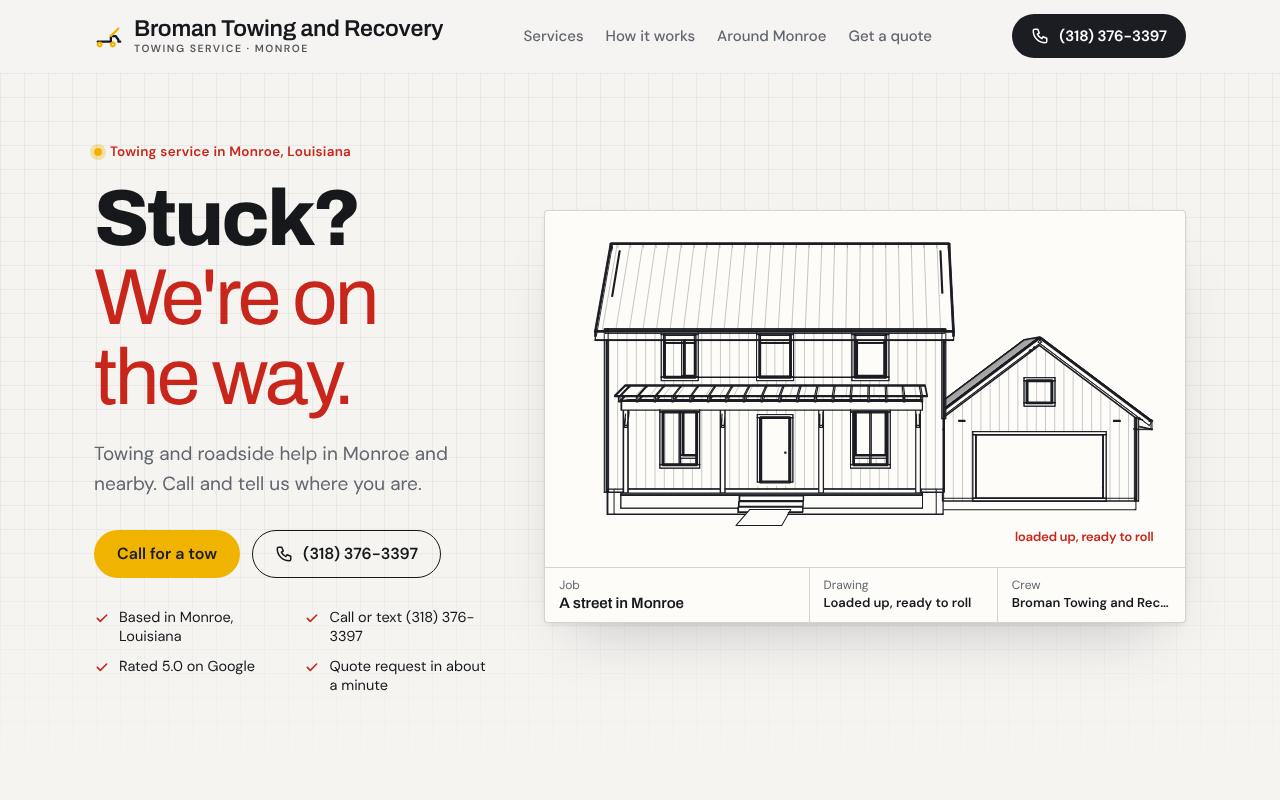 Broman Towing and Recovery
TOWING SERVICE · MONROE
Services
How it works
Around Monroe
Get a quote
(318) 376-3397
Towing service in Monroe, Louisiana
Stuck?
We're on
the way.
Towing and roadside help in Monroe and
nearby. Call and tell us where you are.
Call for a tow
(318) 376-3397
Based in Monroe,
Louisiana
Call or text (318) 376-
3397
Rated 5.0 on Google
Quote request in about
a minute
loaded up, ready to roll
Job
A street in Monroe
Drawing
Loaded up, ready to roll
Crew
Broman Towing and Rec...